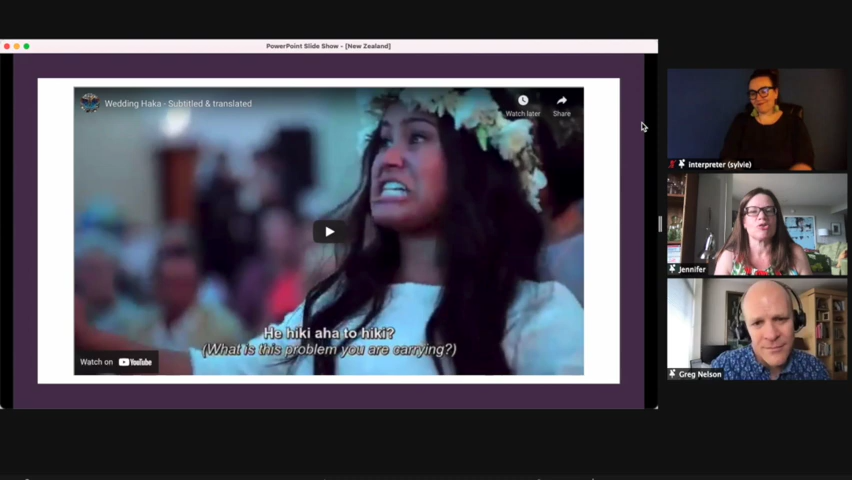 PowerPoint Slide Show - [New Zealand]
Wedding Haka - Subtitled & translated
Watch later
Share
He hiki aha to hiki?
(What is this problem you are carrying?)
Watch on YouTube
interpreter (sylvie)
Jennifer
Greg Nelson